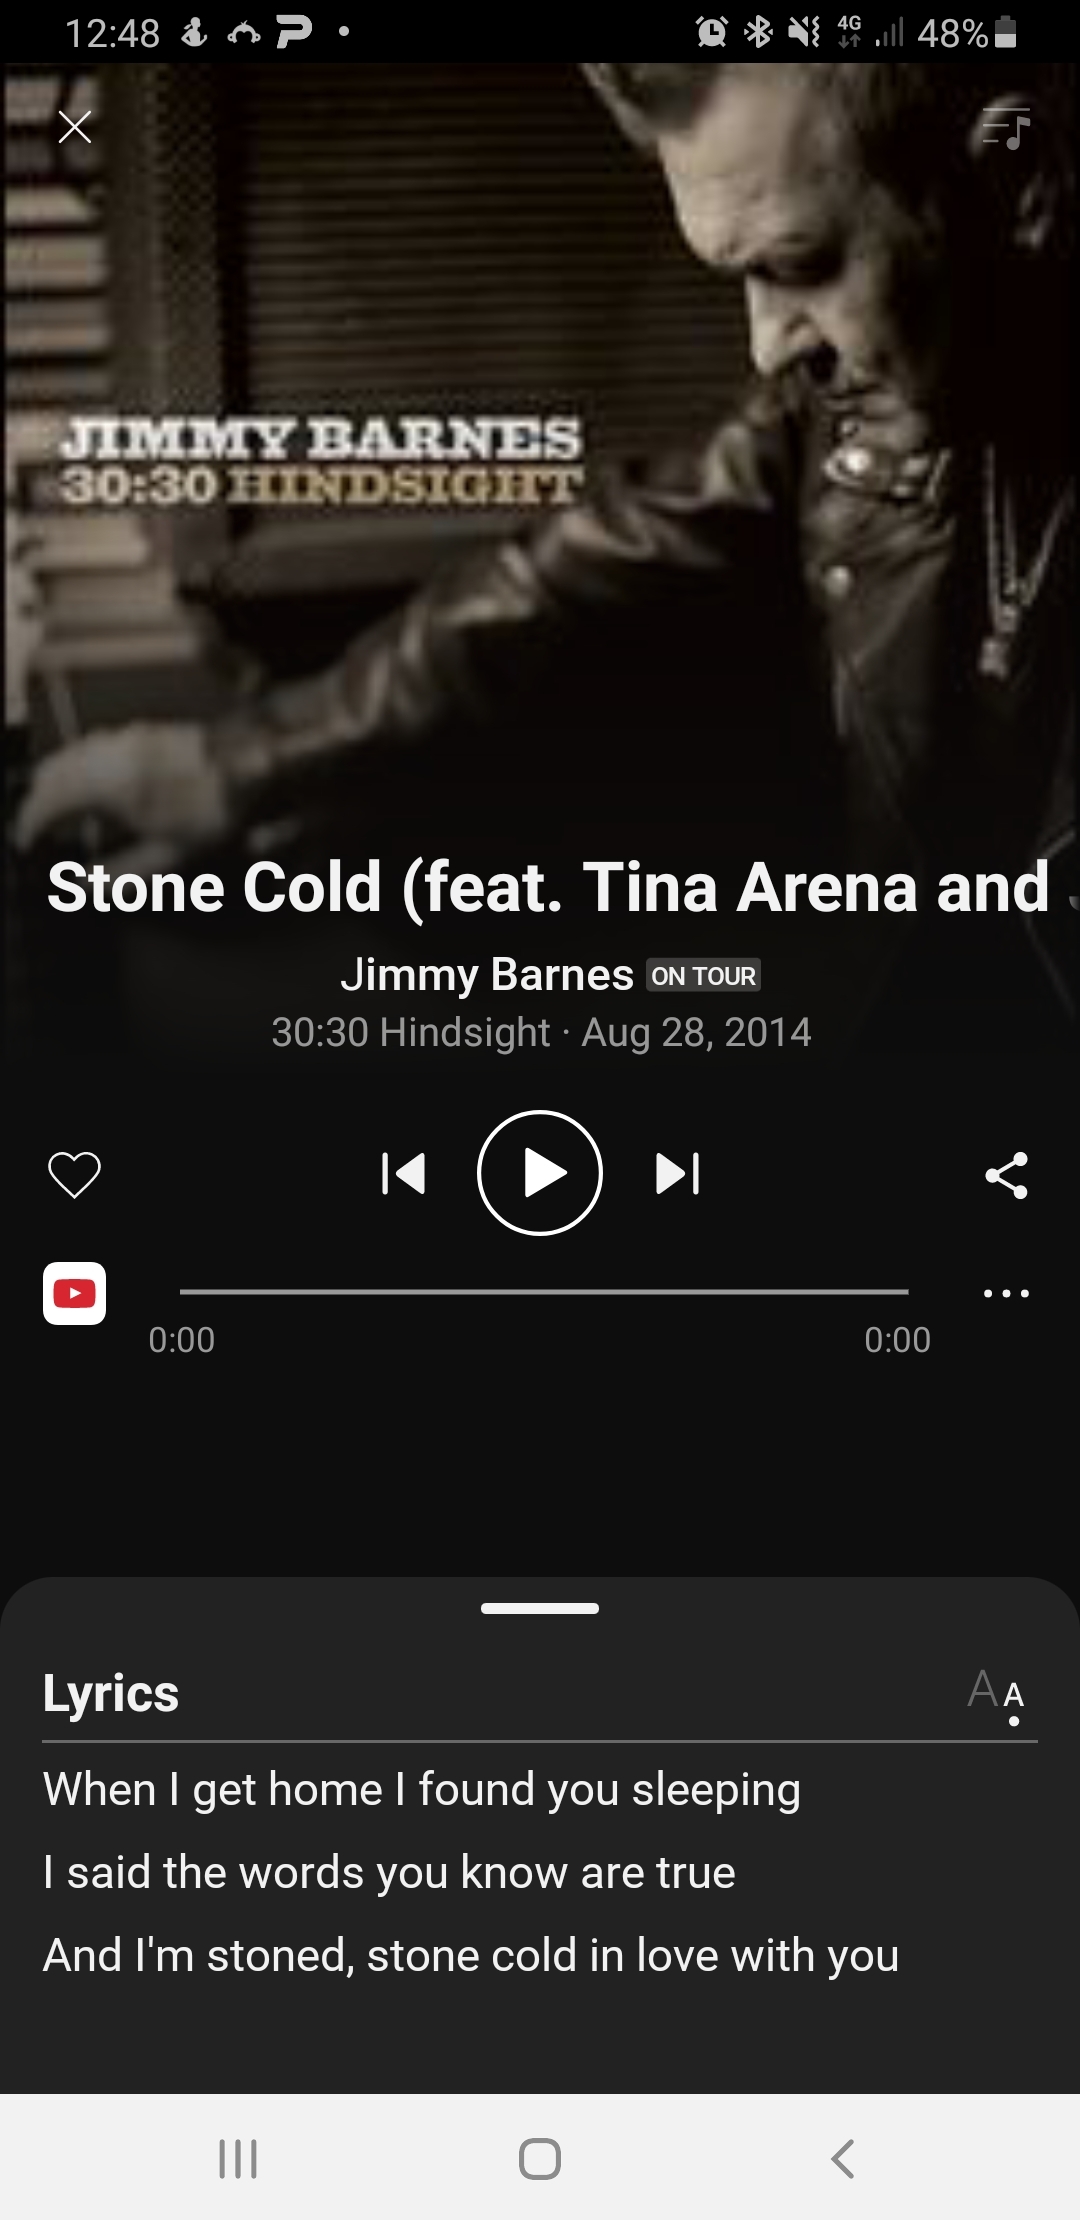 12:48
4G
48%
JIMMY BARNES
30:30 HINDSIGHT
Stone Cold (feat. Tina Arena and
Jimmy Barnes ON TOUR
30:30 Hindsight · Aug 28, 2014
0:00
0:00
Lyrics
A A
When I get home I found you sleeping
I said the words you know are true
And I'm stoned, stone cold in love with you